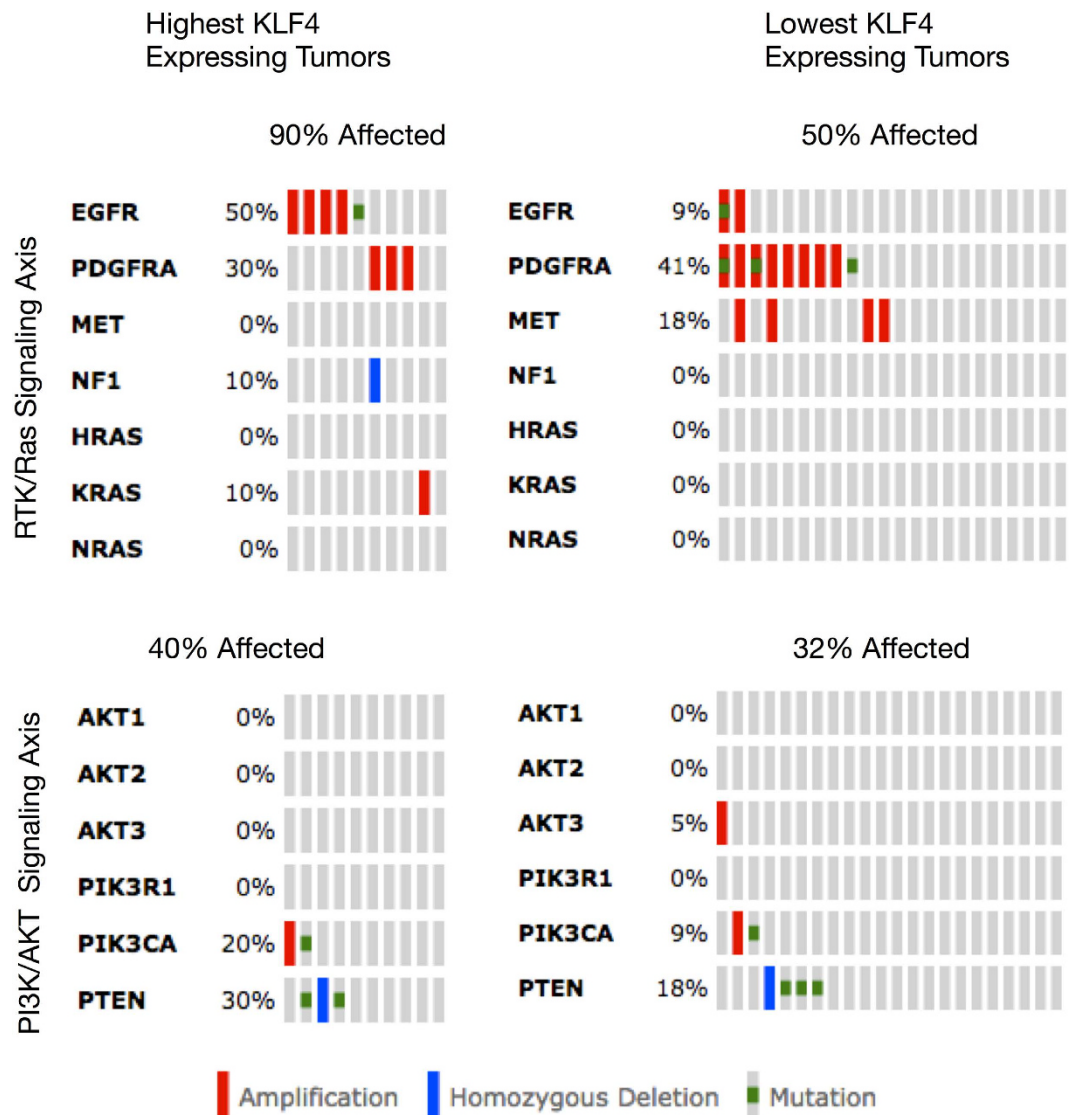 Highest KLF4
Expressing Tumors
Lowest KLF4
Expressing Tumors
90% Affected
50% Affected
RTK/Ras Signaling Axis
EGFR 50%
PDGFRA 30%
MET 0%
NF1 10%
HRAS 0%
KRAS 10%
NRAS 0%
EGFR 9%
PDGFRA 41%
MET 18%
NF1 0%
HRAS 0%
KRAS 0%
NRAS 0%
40% Affected
32% Affected
PI3K/AKT Signaling Axis
AKT1 0%
AKT2 0%
AKT3 0%
PIK3R1 0%
PIK3CA 20%
PTEN 30%
AKT1 0%
AKT2 0%
AKT3 5%
PIK3R1 0%
PIK3CA 9%
PTEN 18%
Amplification Homozygous Deletion Mutation